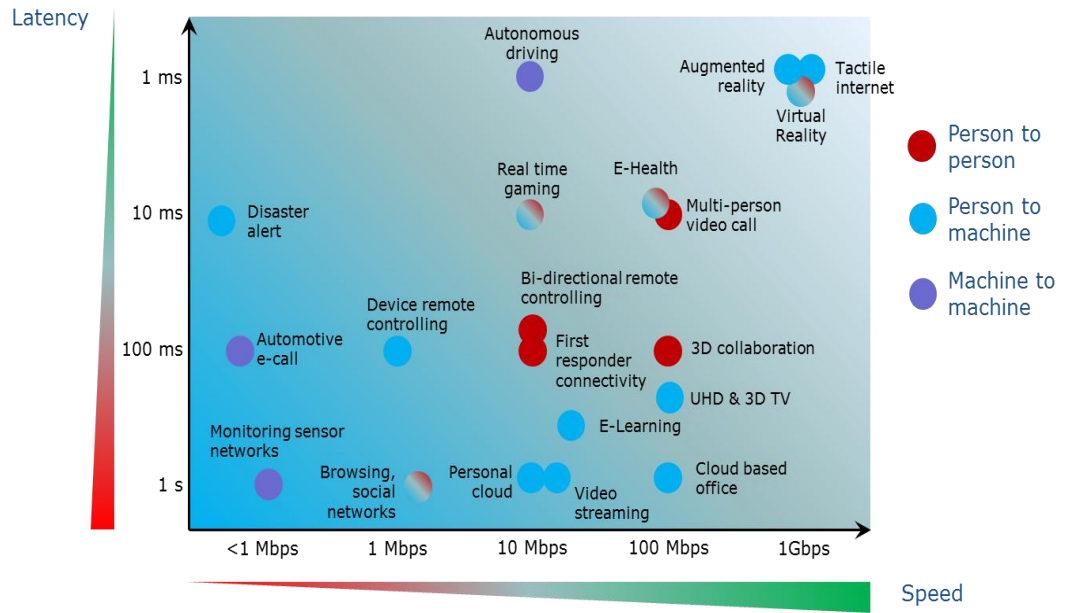 Latency
Autonomous
driving
1 ms
Augmented
reality
Tactile
internet
Virtual
Reality
Person to
person
Real time
gaming
E-Health
10 ms
Disaster
alert
Multi-person
video call
Person to
machine
Bi-directional remote
controlling
Machine to
machine
Device remote
controlling
100 ms
Automotive
e-call
First
responder
connectivity
3D collaboration
UHD & 3D TV
E-Learning
Monitoring sensor
networks
1 s
Browsing,
social
networks
Personal
cloud
Video
streaming
Cloud based
office
<1 Mbps
1 Mbps
10 Mbps
100 Mbps
1Gbps
Speed